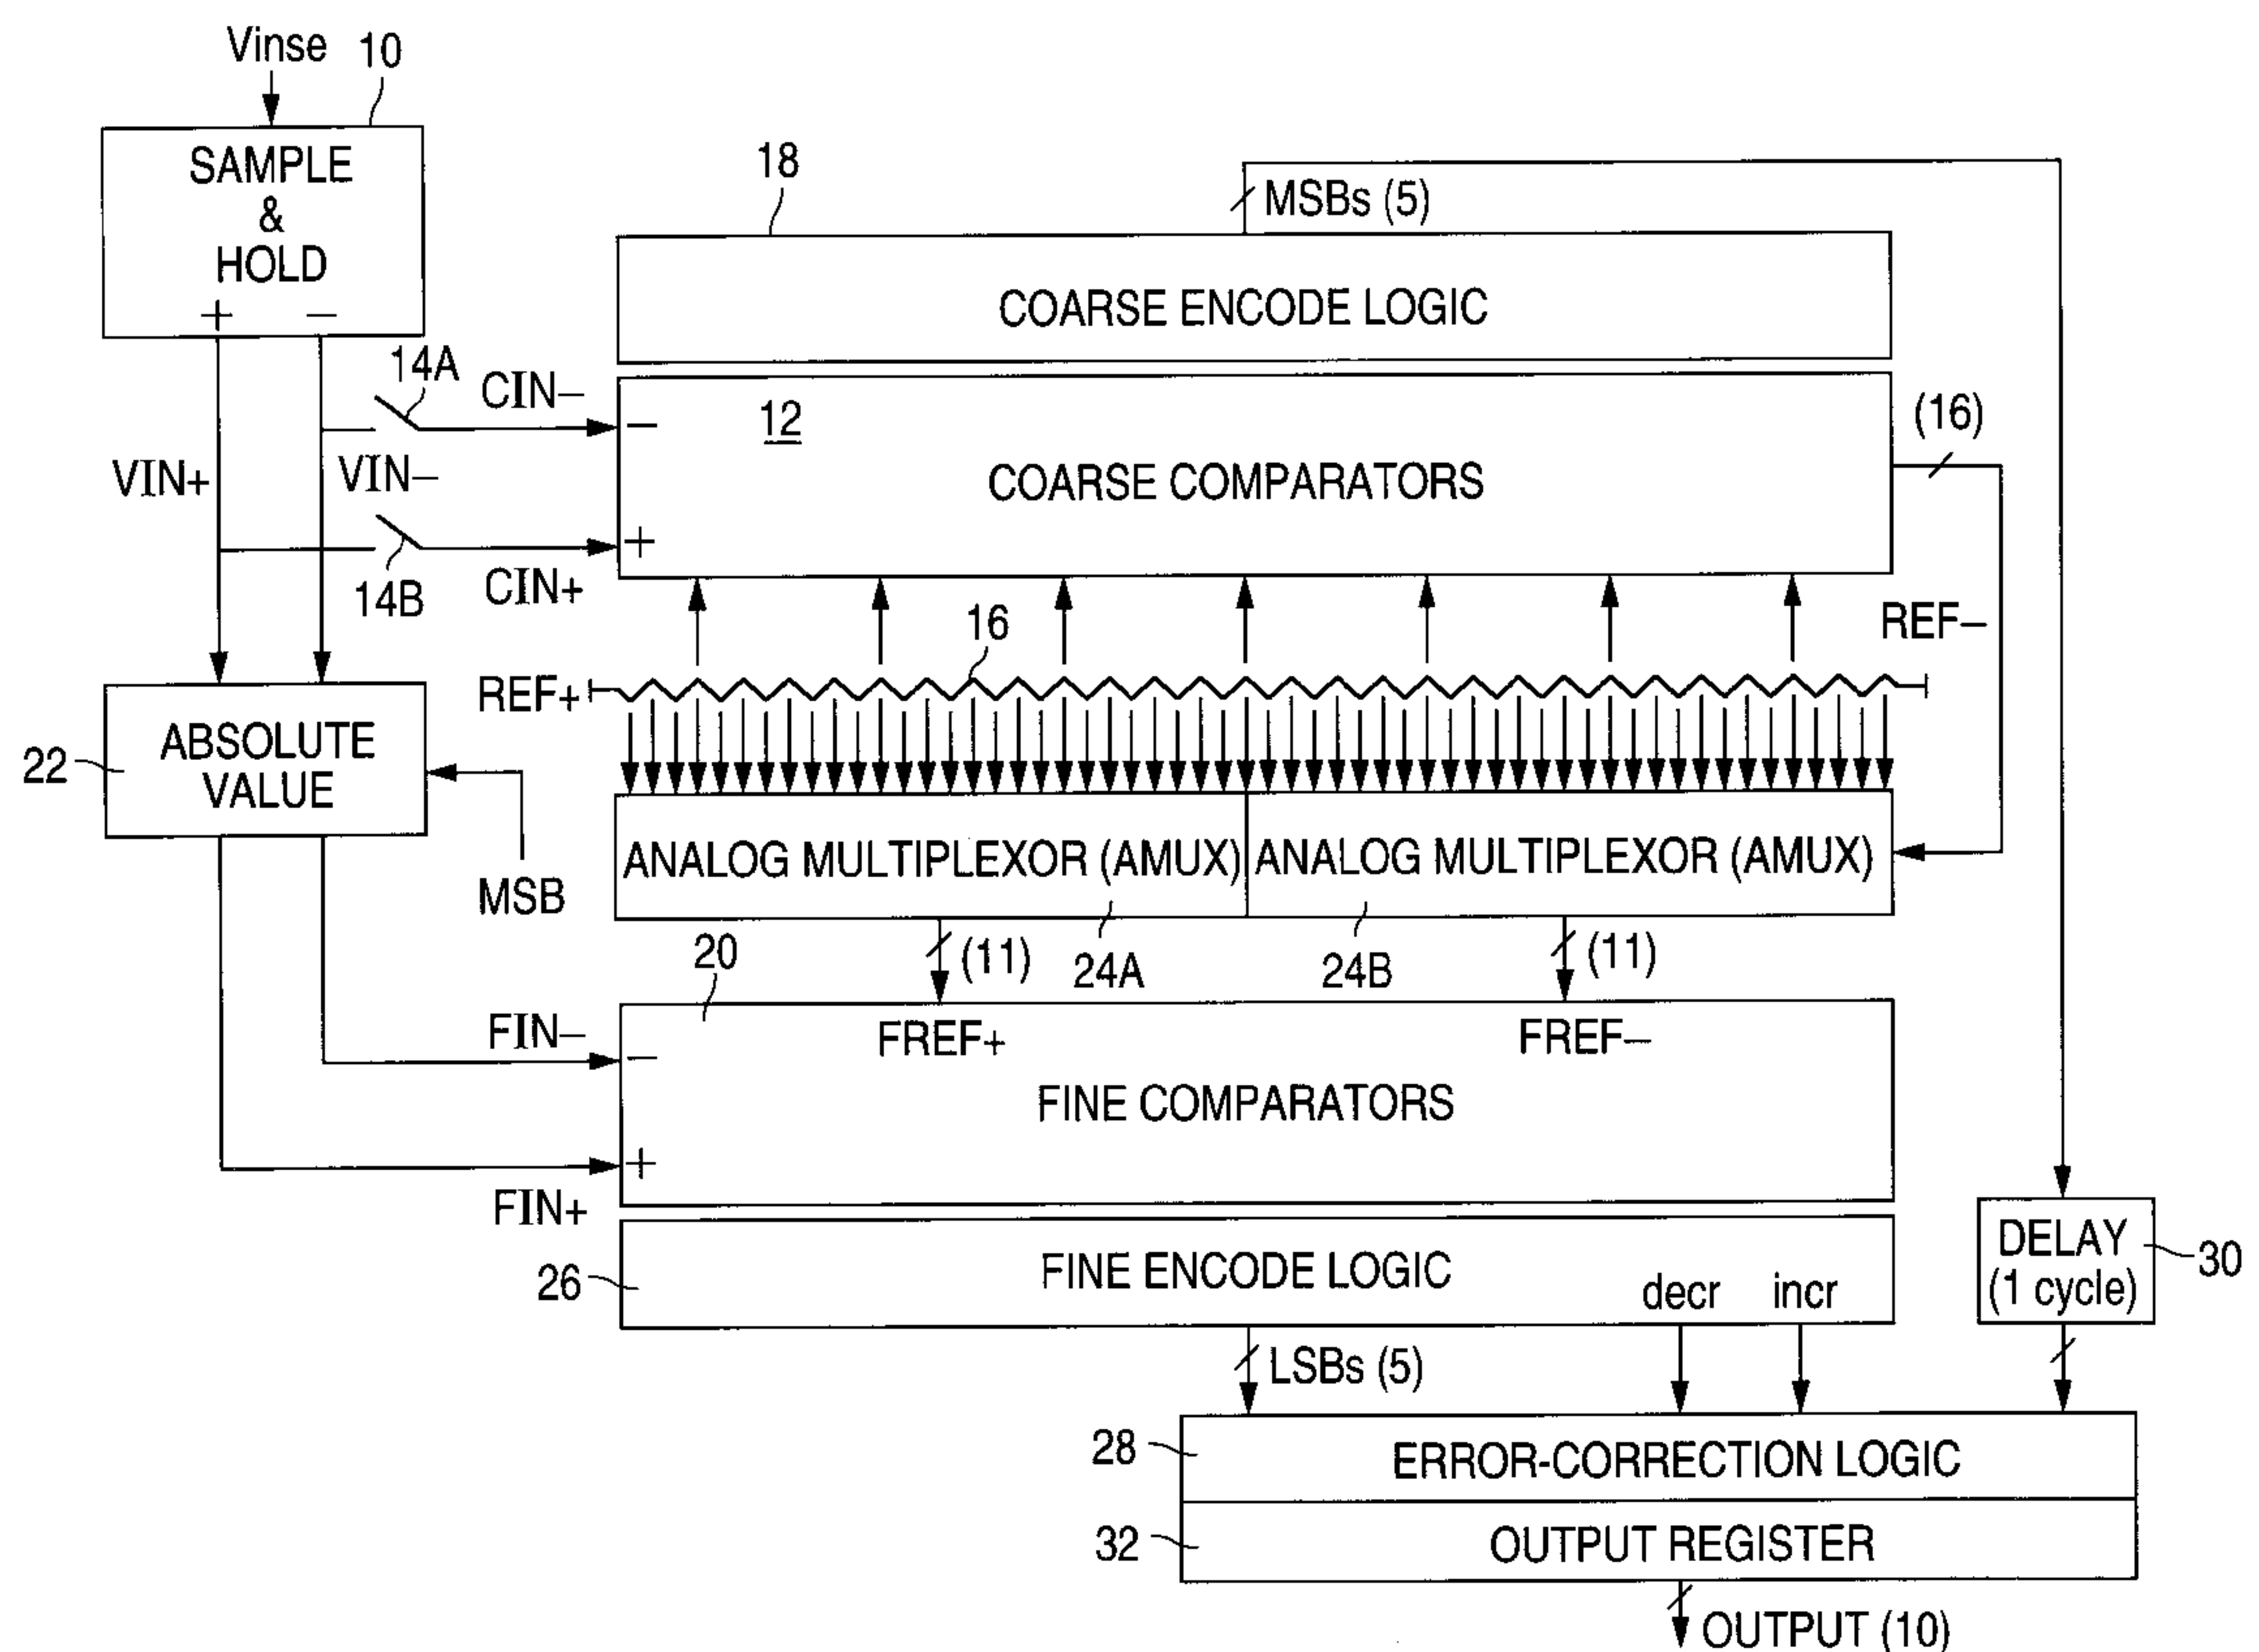 Vinse
10
SAMPLE
&
HOLD
+ −
18
MSBs (5)
COARSE ENCODE LOGIC
14A
CIN−
− 12
(16)
COARSE COMPARATORS
VIN+
VIN−
+
14B
CIN+
16
REF−
REF+
ABSOLUTE
VALUE
22
MSB
ANALOG MULTIPLEXOR (AMUX)
ANALOG MULTIPLEXOR (AMUX)
20
(11)
24A
24B
(11)
FIN−
−
FREF+
FREF−
FINE COMPARATORS
+
FIN+
DELAY
(1 cycle)
30
FINE ENCODE LOGIC
26
decr
incr
LSBs (5)
28
ERROR-CORRECTION LOGIC
32
OUTPUT REGISTER
OUTPUT (10)